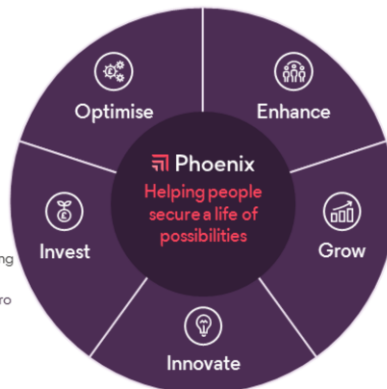 Optimise
Enhance
Phoenix
Helping people
secure a life of
possibilities
Invest
Grow
Innovate